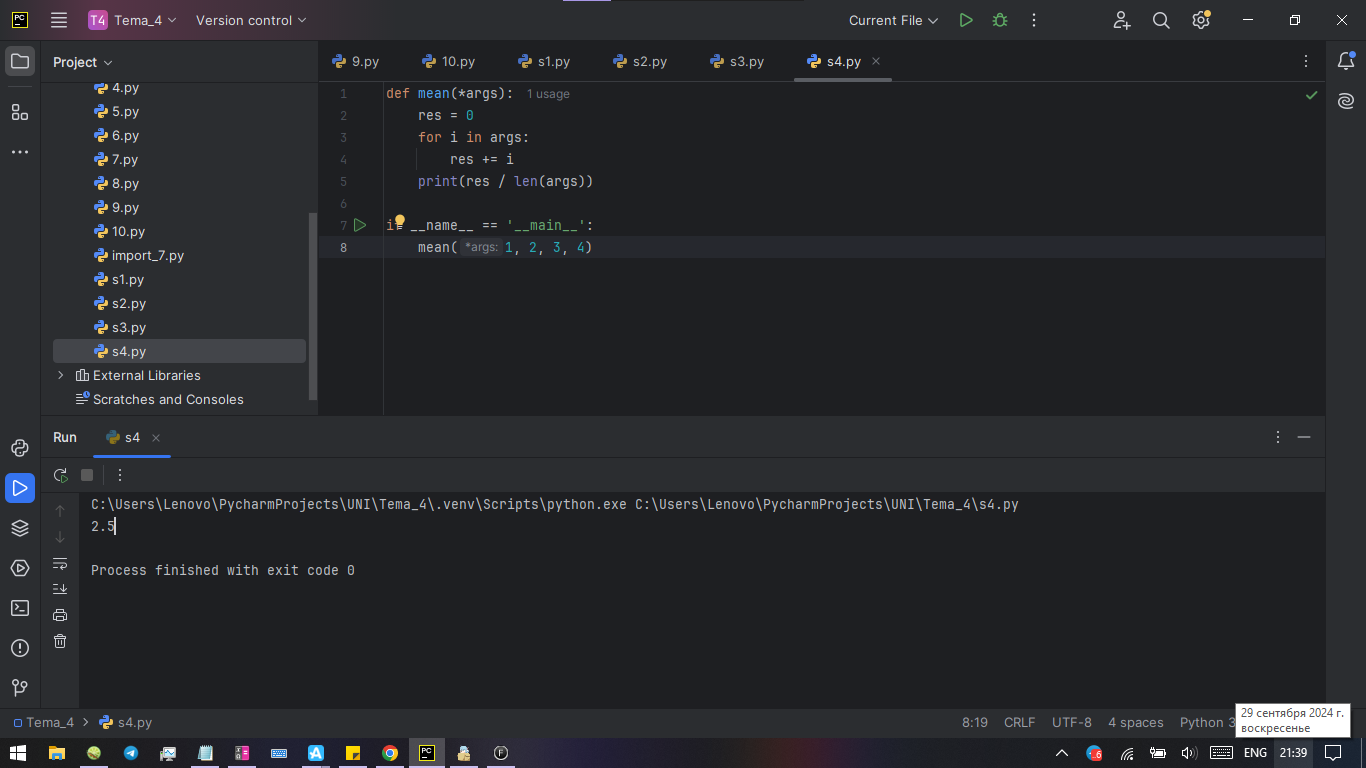 PC
T4
Tema_4
Version control
Current File
Project
4.py
5.py
6.py
7.py
8.py
9.py
10.py
import_7.py
s1.py
s2.py
s3.py
s4.py
External Libraries
Scratches and Consoles
9.py
10.py
s1.py
s2.py
s3.py
s4.py
1 def mean(*args): 1 usage
2 res = 0
3 for i in args:
4 res += i
5 print(res / len(args))
6
7 if __name__ == '__main__':
8 mean( *args: 1, 2, 3, 4)
Run
s4
C:\Users\Lenovo\PycharmProjects\UNI\Tema_4\.venv\Scripts\python.exe C:\Users\Lenovo\PycharmProjects\UNI\Tema_4\s4.py
2.5
Process finished with exit code 0
Tema_4
s4.py
8:19
CRLF
UTF-8
4 spaces
Python 3
29 сентября 2024 г.
воскресенье
PC
F
6
ENG
21:39